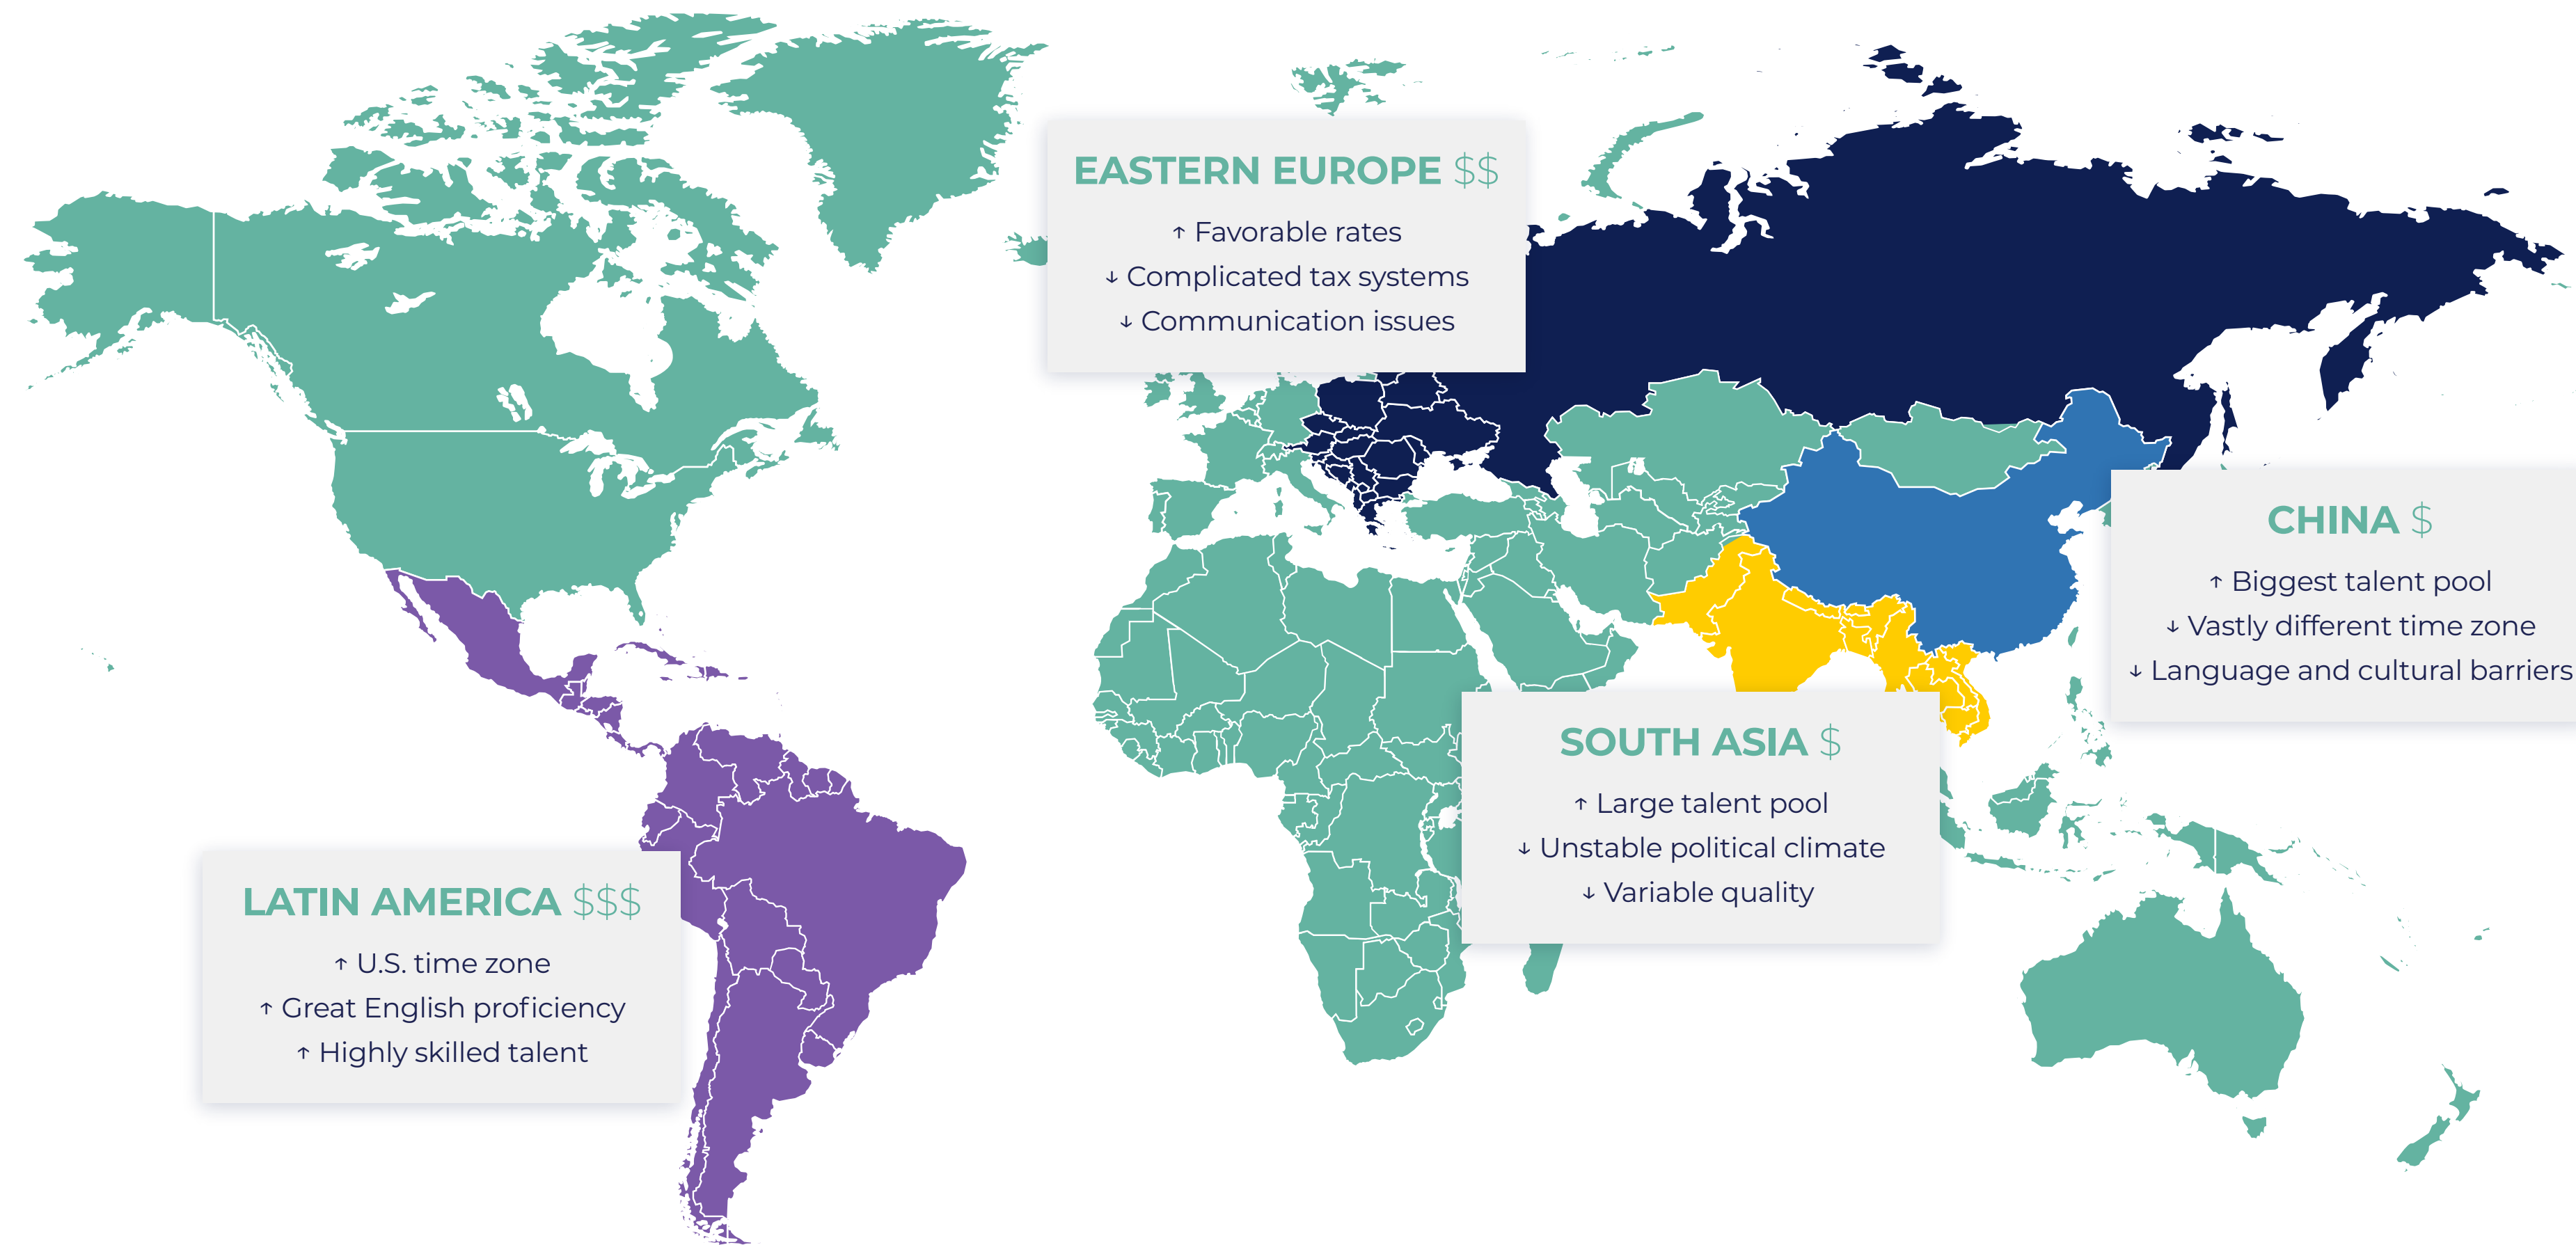 EASTERN EUROPE $$
↑ Favorable rates
↓ Complicated tax systems
↓ Communication issues
CHINA $
↑ Biggest talent pool
↓ Vastly different time zone
↓ Language and cultural barriers
SOUTH ASIA $
↑ Large talent pool
↓ Unstable political climate
↓ Variable quality
LATIN AMERICA $$$
↑ U.S. time zone
↑ Great English proficiency
↑ Highly skilled talent